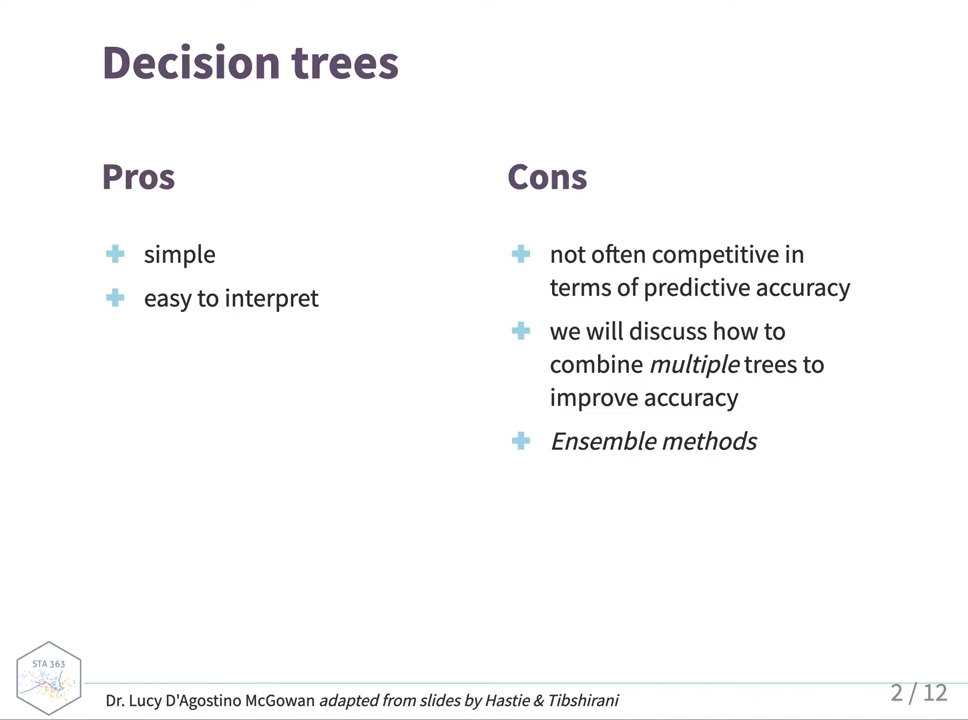 Decision trees
Pros
simple
easy to interpret
Cons
not often competitive in
terms of predictive accuracy
we will discuss how to
combine multiple trees to
improve accuracy
Ensemble methods
STA 363
Dr. Lucy D'Agostino McGowan adapted from slides by Hastie & Tibshirani
2 / 12